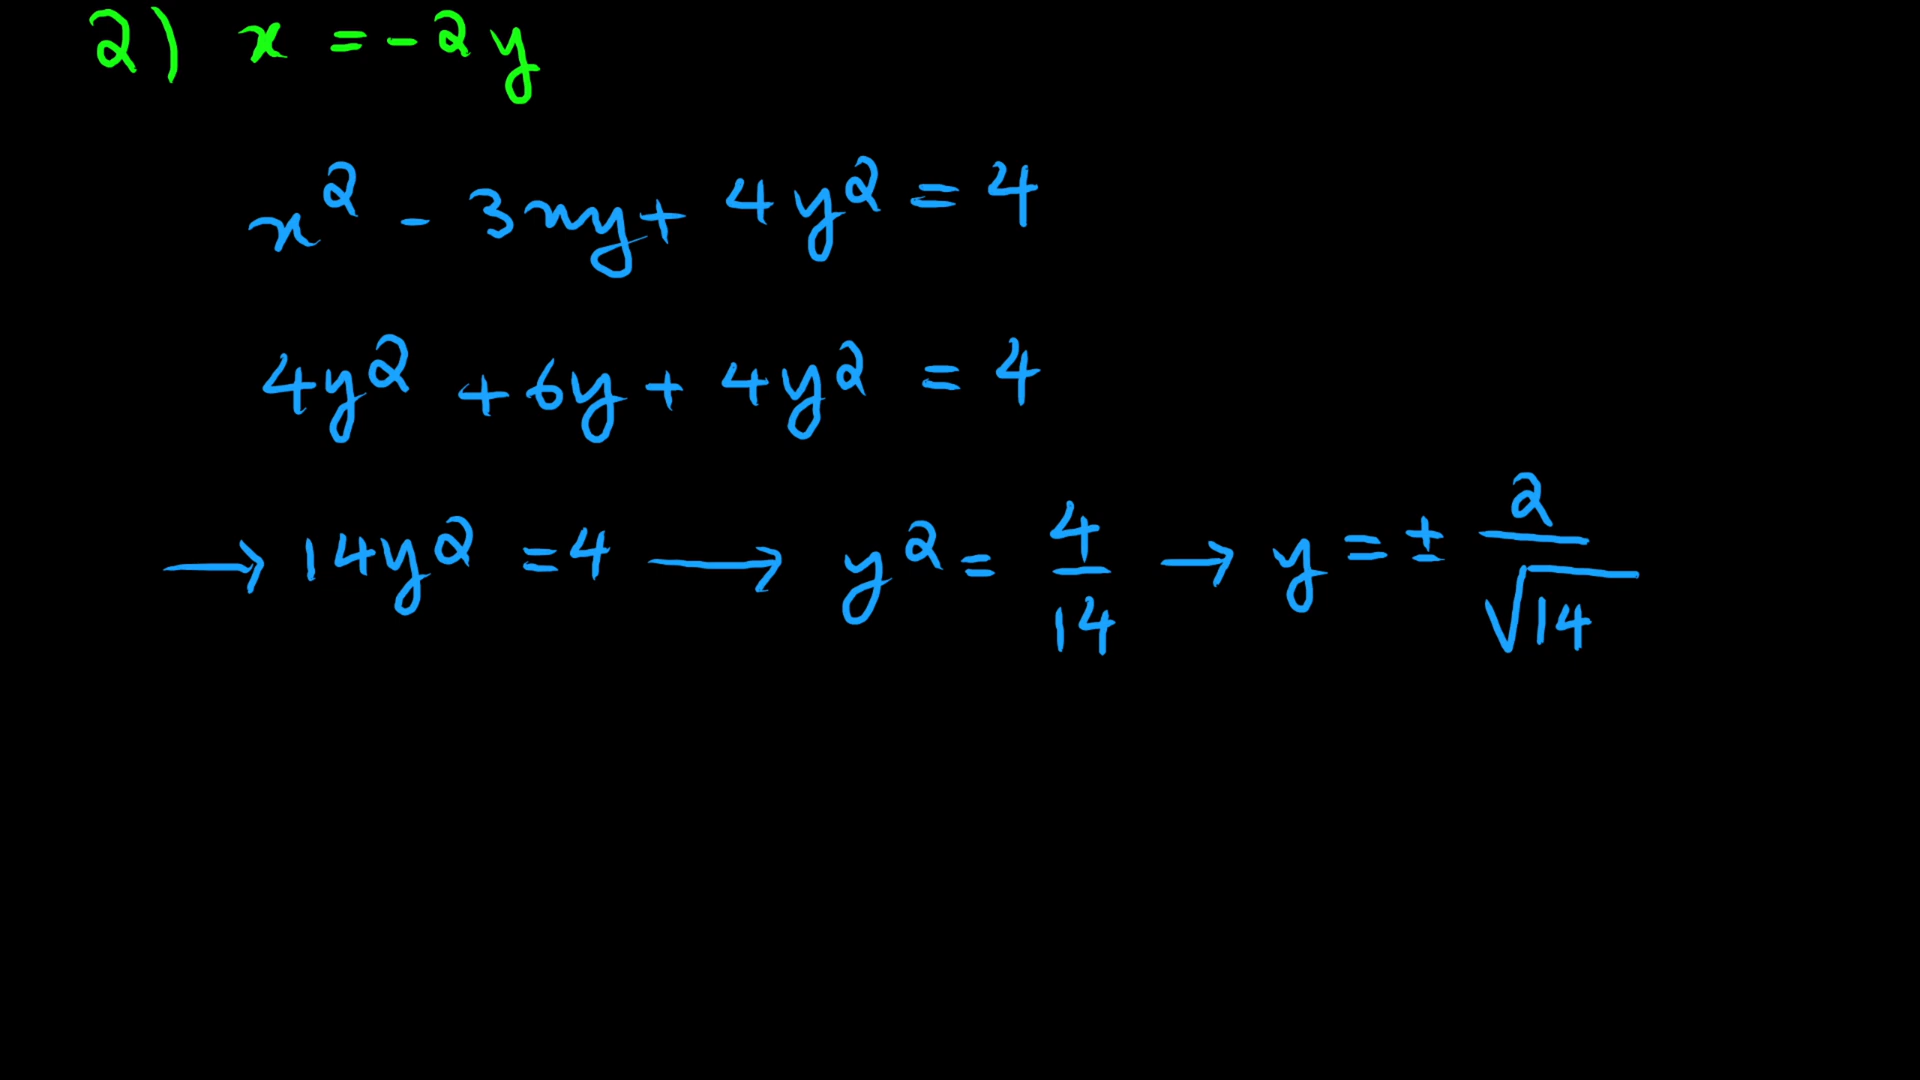 2) x = -2y
x² - 3xy + 4y² = 4
4y² + 6y + 4y² = 4
→ 14y² = 4 → y² = 4/14 → y = ± 2/√14